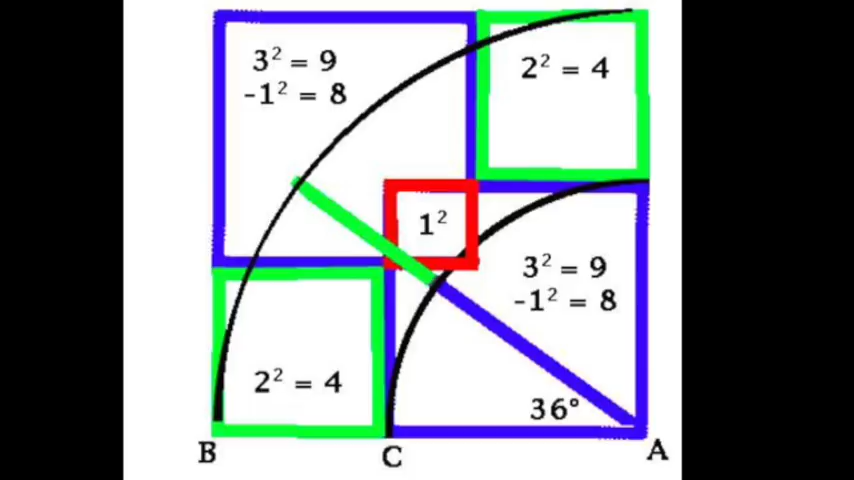 3² = 9
-1² = 8
2² = 4
1²
3² = 9
-1² = 8
2² = 4
36°
B
C
A